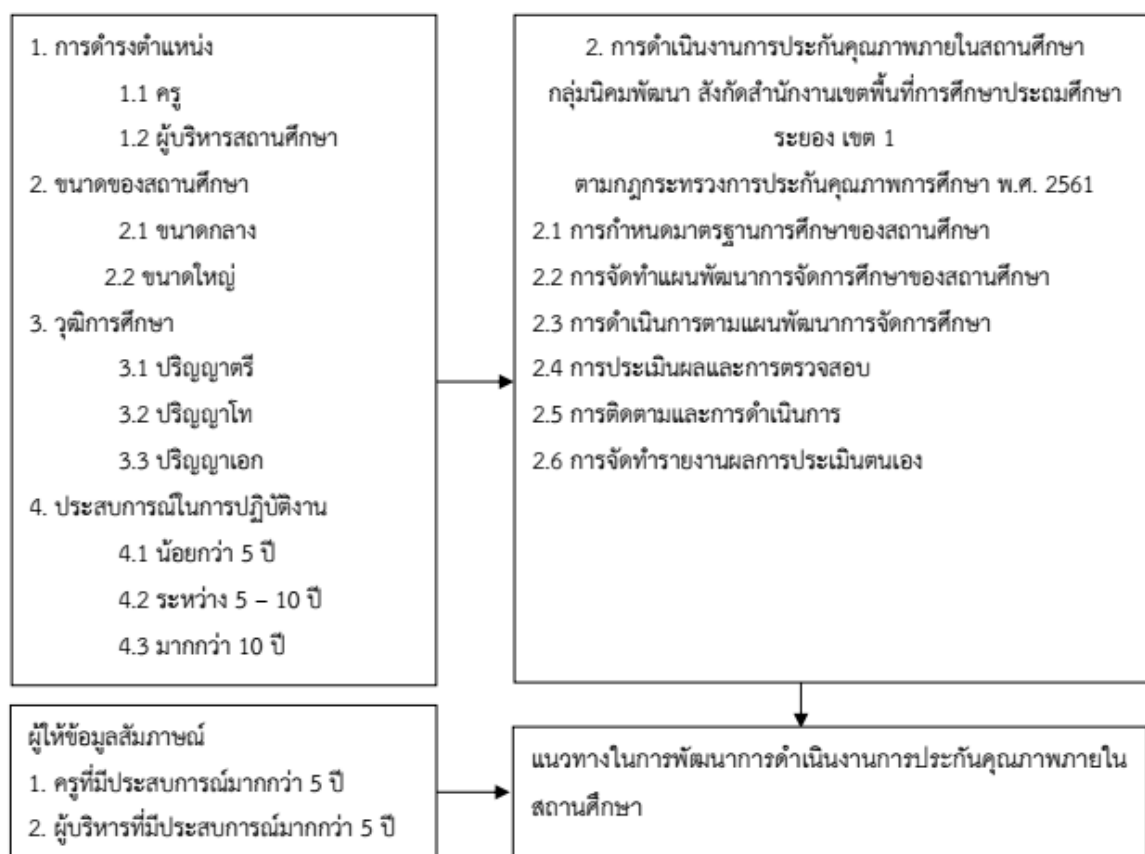 1. การดำรงตำแหน่ง
1.1 ครู
1.2 ผู้บริหารสถานศึกษา
2. ขนาดของสถานศึกษา
2.1 ขนาดกลาง
2.2 ขนาดใหญ่
3. วุฒิการศึกษา
3.1 ปริญญาตรี
3.2 ปริญญาโท
3.3 ปริญญาเอก
4. ประสบการณ์ในการปฏิบัติงาน
4.1 น้อยกว่า 5 ปี
4.2 ระหว่าง 5 – 10 ปี
4.3 มากกว่า 10 ปี
2. การดำเนินงานการประกันคุณภาพภายในสถานศึกษา
กลุ่มนิคมพัฒนา สังกัดสำนักงานเขตพื้นที่การศึกษาประถมศึกษา
ระยอง เขต 1
ตามกฎกระทรวงการประกันคุณภาพการศึกษา พ.ศ. 2561
2.1 การกำหนดมาตรฐานการศึกษาของสถานศึกษา
2.2 การจัดทำแผนพัฒนาการจัดการศึกษาของสถานศึกษา
2.3 การดำเนินการตามแผนพัฒนาการจัดการศึกษา
2.4 การประเมินผลและการตรวจสอบ
2.5 การติดตามและการดำเนินการ
2.6 การจัดทำรายงานผลการประเมินตนเอง
ผู้ให้ข้อมูลสัมภาษณ์
1. ครูที่มีประสบการณ์มากกว่า 5 ปี
2. ผู้บริหารที่มีประสบการณ์มากกว่า 5 ปี
แนวทางในการพัฒนาการดำเนินงานการประกันคุณภาพภายใน
สถานศึกษา